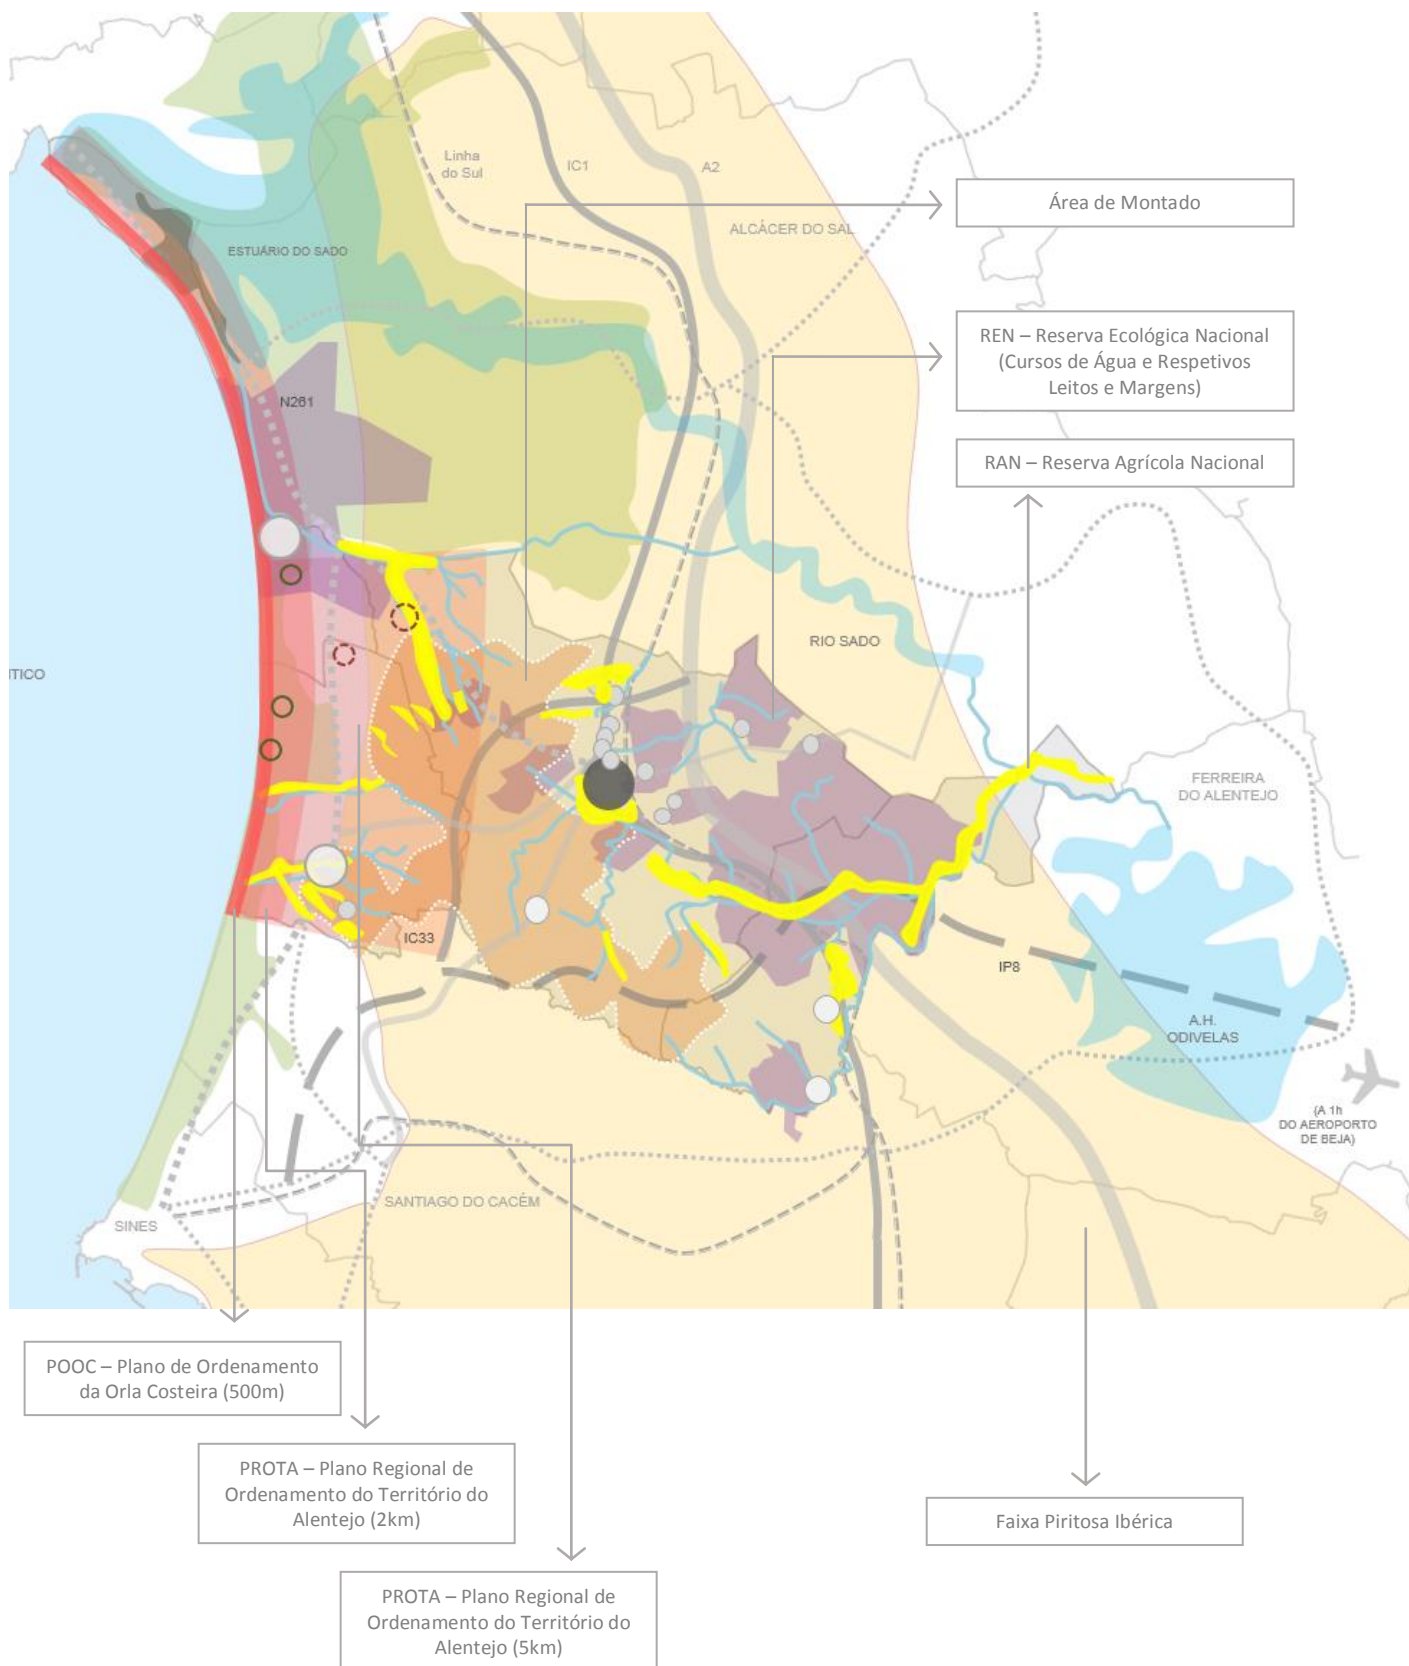 Linha
do Sul
IC1
A2
Área de Montado
ALCÁCER DO SAL
ESTUÁRIO DO SADO
REN – Reserva Ecológica Nacional
(Cursos de Água e Respetivos
Leitos e Margens)
N261
RAN – Reserva Agrícola Nacional
RIO SADO
TICO
FERREIRA
DO ALENTEJO
IC33
IP8
A.H.
ODIVELAS
(A 1h
DO AEROPORTO
DE BEJA)
SANTIAGO DO CACÉM
SINES
POOC – Plano de Ordenamento
da Orla Costeira (500m)
PROTA – Plano Regional de
Ordenamento do Território do
Alentejo (2km)
Faixa Piritosa Ibérica
PROTA – Plano Regional de
Ordenamento do Território do
Alentejo (5km)